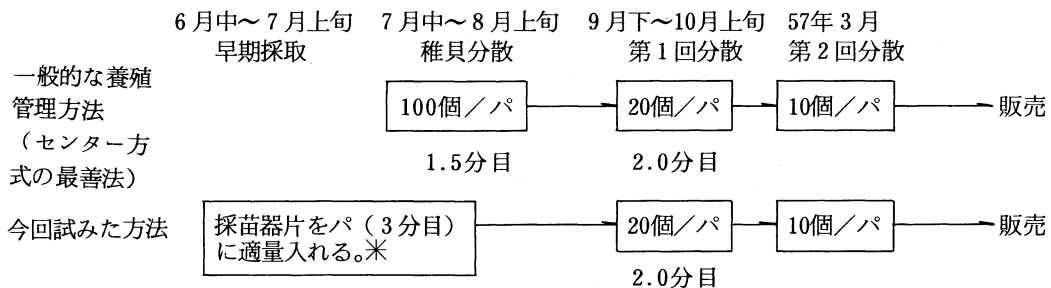 6月中～7月上旬 7月中～8月上旬 9月下～10月上旬 57年3月
早期採取 稚貝分散 第1回分散 第2回分散
一般的な養殖
管理方法
（センター方
式の最善法）
100個／パ 20個／パ 10個／パ 販売
1.5分目 2.0分目
今回試みた方法
採苗器片をパ（3分目）
に適量入れる。※
20個／パ 10個／パ 販売
2.0分目